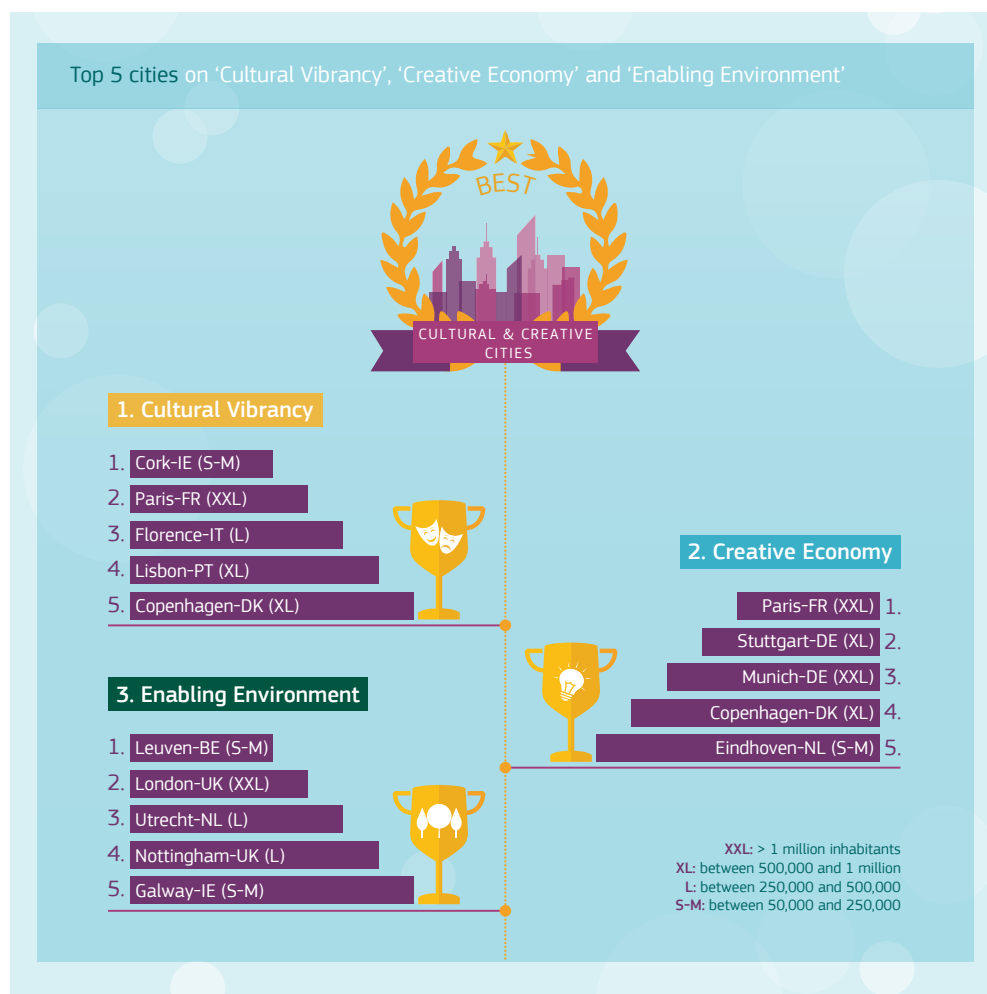 Top 5 cities on ‘Cultural Vibrancy’, ‘Creative Economy’ and ‘Enabling Environment’
BEST
CULTURAL & CREATIVE
CITIES
1. Cultural Vibrancy
1. Cork-IE (S-M)
2. Paris-FR (XXL)
3. Florence-IT (L)
4. Lisbon-PT (XL)
5. Copenhagen-DK (XL)
2. Creative Economy
Paris-FR (XXL) 1.
Stuttgart-DE (XL) 2.
Munich-DE (XXL) 3.
Copenhagen-DK (XL) 4.
Eindhoven-NL (S-M) 5.
3. Enabling Environment
1. Leuven-BE (S-M)
2. London-UK (XXL)
3. Utrecht-NL (L)
4. Nottingham-UK (L)
5. Galway-IE (S-M)
XXL: > 1 million inhabitants
XL: between 500,000 and 1 million
L: between 250,000 and 500,000
S-M: between 50,000 and 250,000